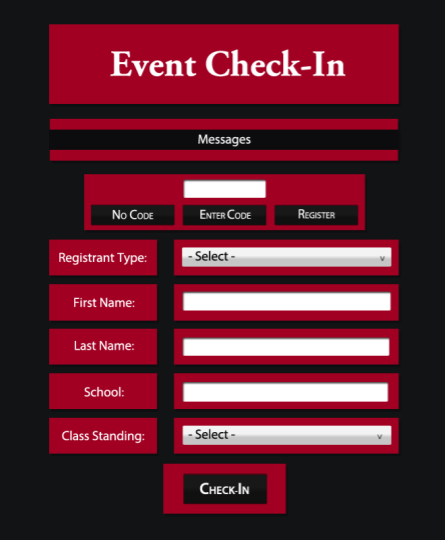 Event Check-In
Messages
No Code Enter Code Register
Registrant Type: - Select - v
First Name:
Last Name:
School:
Class Standing: - Select - v
Check-In